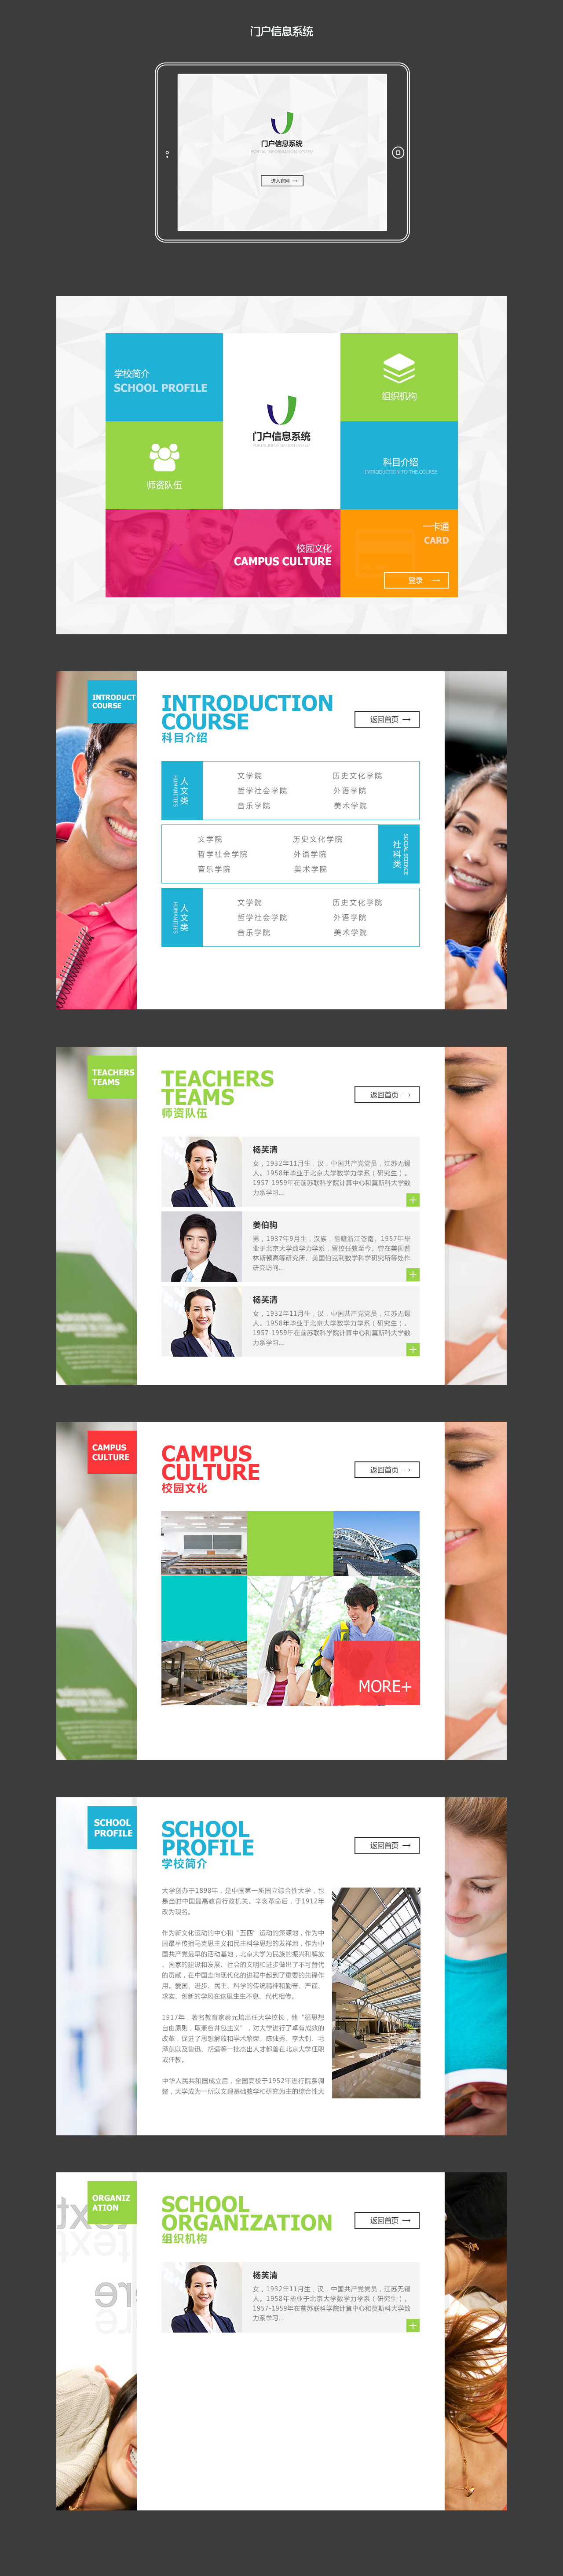 门户信息系统
门户信息系统
PORTAL INFORMATION SYSTEM
进入官网
学校简介
SCHOOL PROFILE
组织机构
门户信息系统
PORTAL INFORMATION SYSTEM
师资队伍
科目介绍
INTRODUCTION TO THE COURSE
校园文化
CAMPUS CULTURE
一卡通
CARD
登录
INTRODUCT
COURSE
INTRODUCTION
COURSE
科目介绍
返回首页
人文类
HUMANITIES
文学院 历史文化学院
哲学社会学院 外语学院
音乐学院 美术学院
文学院 历史文化学院
哲学社会学院 外语学院
音乐学院 美术学院
社科类
SOCIAL SCIENCE
人文类
HUMANITIES
文学院 历史文化学院
哲学社会学院 外语学院
音乐学院 美术学院
TEACHERS
TEAMS
TEACHERS
TEAMS
师资队伍
返回首页
杨芙清
女，1932年11月生，汉，中国共产党党员，江苏无锡
人。1958年毕业于北京大学数学力学系（研究生）。
1957-1959年在前苏联科学院计算中心和莫斯科大学数
力系学习...
姜伯驹
男，1937年9月生，汉族，祖籍浙江苍南。1957年毕
业于北京大学数学力学系，留校任教至今。曾在美国普
林斯顿高等研究所、美国伯克利数学科学研究所等处作
研究访问...
杨芙清
女，1932年11月生，汉，中国共产党党员，江苏无锡
人。1958年毕业于北京大学数学力学系（研究生）。
1957-1959年在前苏联科学院计算中心和莫斯科大学数
力系学习...
CAMPUS
CULTURE
CAMPUS
CULTURE
校园文化
返回首页
MORE+
SCHOOL
PROFILE
SCHOOL
PROFILE
学校简介
返回首页
大学创办于1898年，是中国第一所国立综合性大学，也
是当时中国最高教育行政机关。辛亥革命后，于1912年
改为现名。
作为新文化运动的中心和“五四”运动的策源地，作为中
国最早传播马克思主义和民主科学思想的发祥地，作为中
国共产党最早的活动基地，北京大学为民族的振兴和解放
、国家的建设和发展、社会的文明和进步做出了不可替代
的贡献，在中国走向现代化的进程中起到了重要的先锋作
用。爱国、进步、民主、科学的传统精神和勤奋、严谨、
求实、创新的学风在这里生生不息、代代相传。
1917年，著名教育家蔡元培出任大学校长，他“循思想
自由原则，取兼容并包主义”，对大学进行了卓有成效的
改革，促进了思想解放和学术繁荣。陈独秀、李大钊、毛
泽东以及鲁迅、胡适等一批杰出人才都曾在北京大学任职
或任教。
中华人民共和国成立后，全国高校于1952年进行院系调
整，大学成为一所以文理基础教学和研究为主的综合性大
ORGANIZ
ATION
SCHOOL
ORGANIZATION
组织机构
返回首页
杨芙清
女，1932年11月生，汉，中国共产党党员，江苏无锡
人。1958年毕业于北京大学数学力学系（研究生）。
1957-1959年在前苏联科学院计算中心和莫斯科大学数
力系学习...